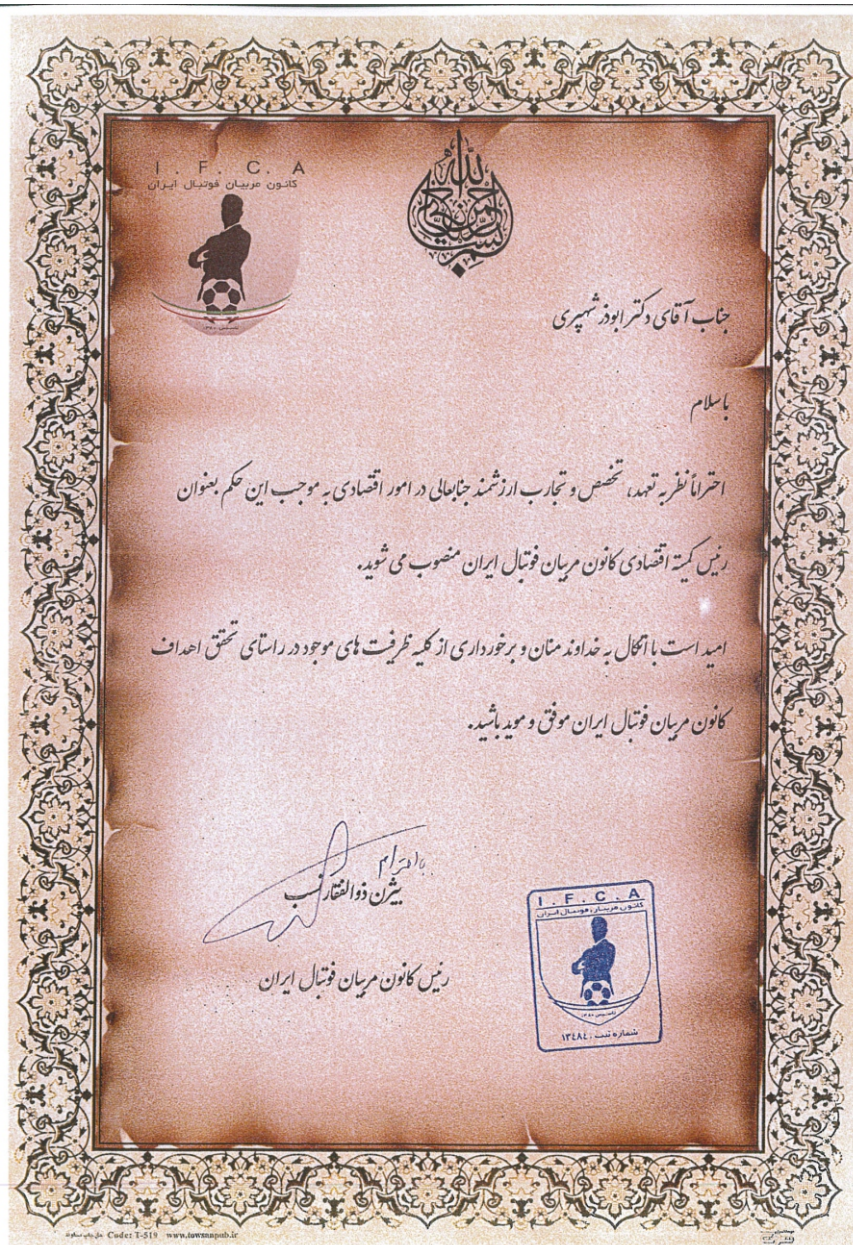 I . F . C . A
کانون مربیان فوتبال ایران
بسم الله الرحمن الرحیم
جناب آقای دکتر ابوذر شهپری
باسلام
احتراماً نظر به تعهد، تخصص و تجارب ارزشمند جنابعالی در امور اقتصادی به موجب این حکم بعنوان
رئیس کمیته اقتصادی کانون مربیان فوتبال ایران منصوب می شوید.
امید است با اتکال به خداوند منان و برخورداری از کلیه ظرفیت های موجود در راستای تحقق اهداف
کانون مربیان فوتبال ایران موفق و موید باشید.
با احترام
بیژن ذوالفقارنسب
رئیس کانون مربیان فوتبال ایران
I . F . C . A
کانون مربیان فوتبال ایران
شماره ثبت . ۱۳٤٨٤
Code: T-519 www.tawsanpub.ir